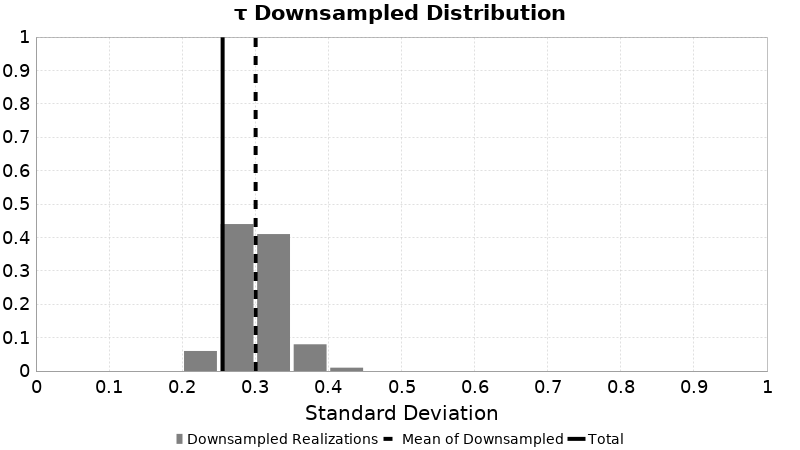 τ Downsampled Distribution
1
0.9
0.8
0.7
0.6
0.5
0.4
0.3
0.2
0.1
0
0 0.1 0.2 0.3 0.4 0.5 0.6 0.7 0.8 0.9 1
Standard Deviation
Downsampled Realizations Mean of Downsampled Total